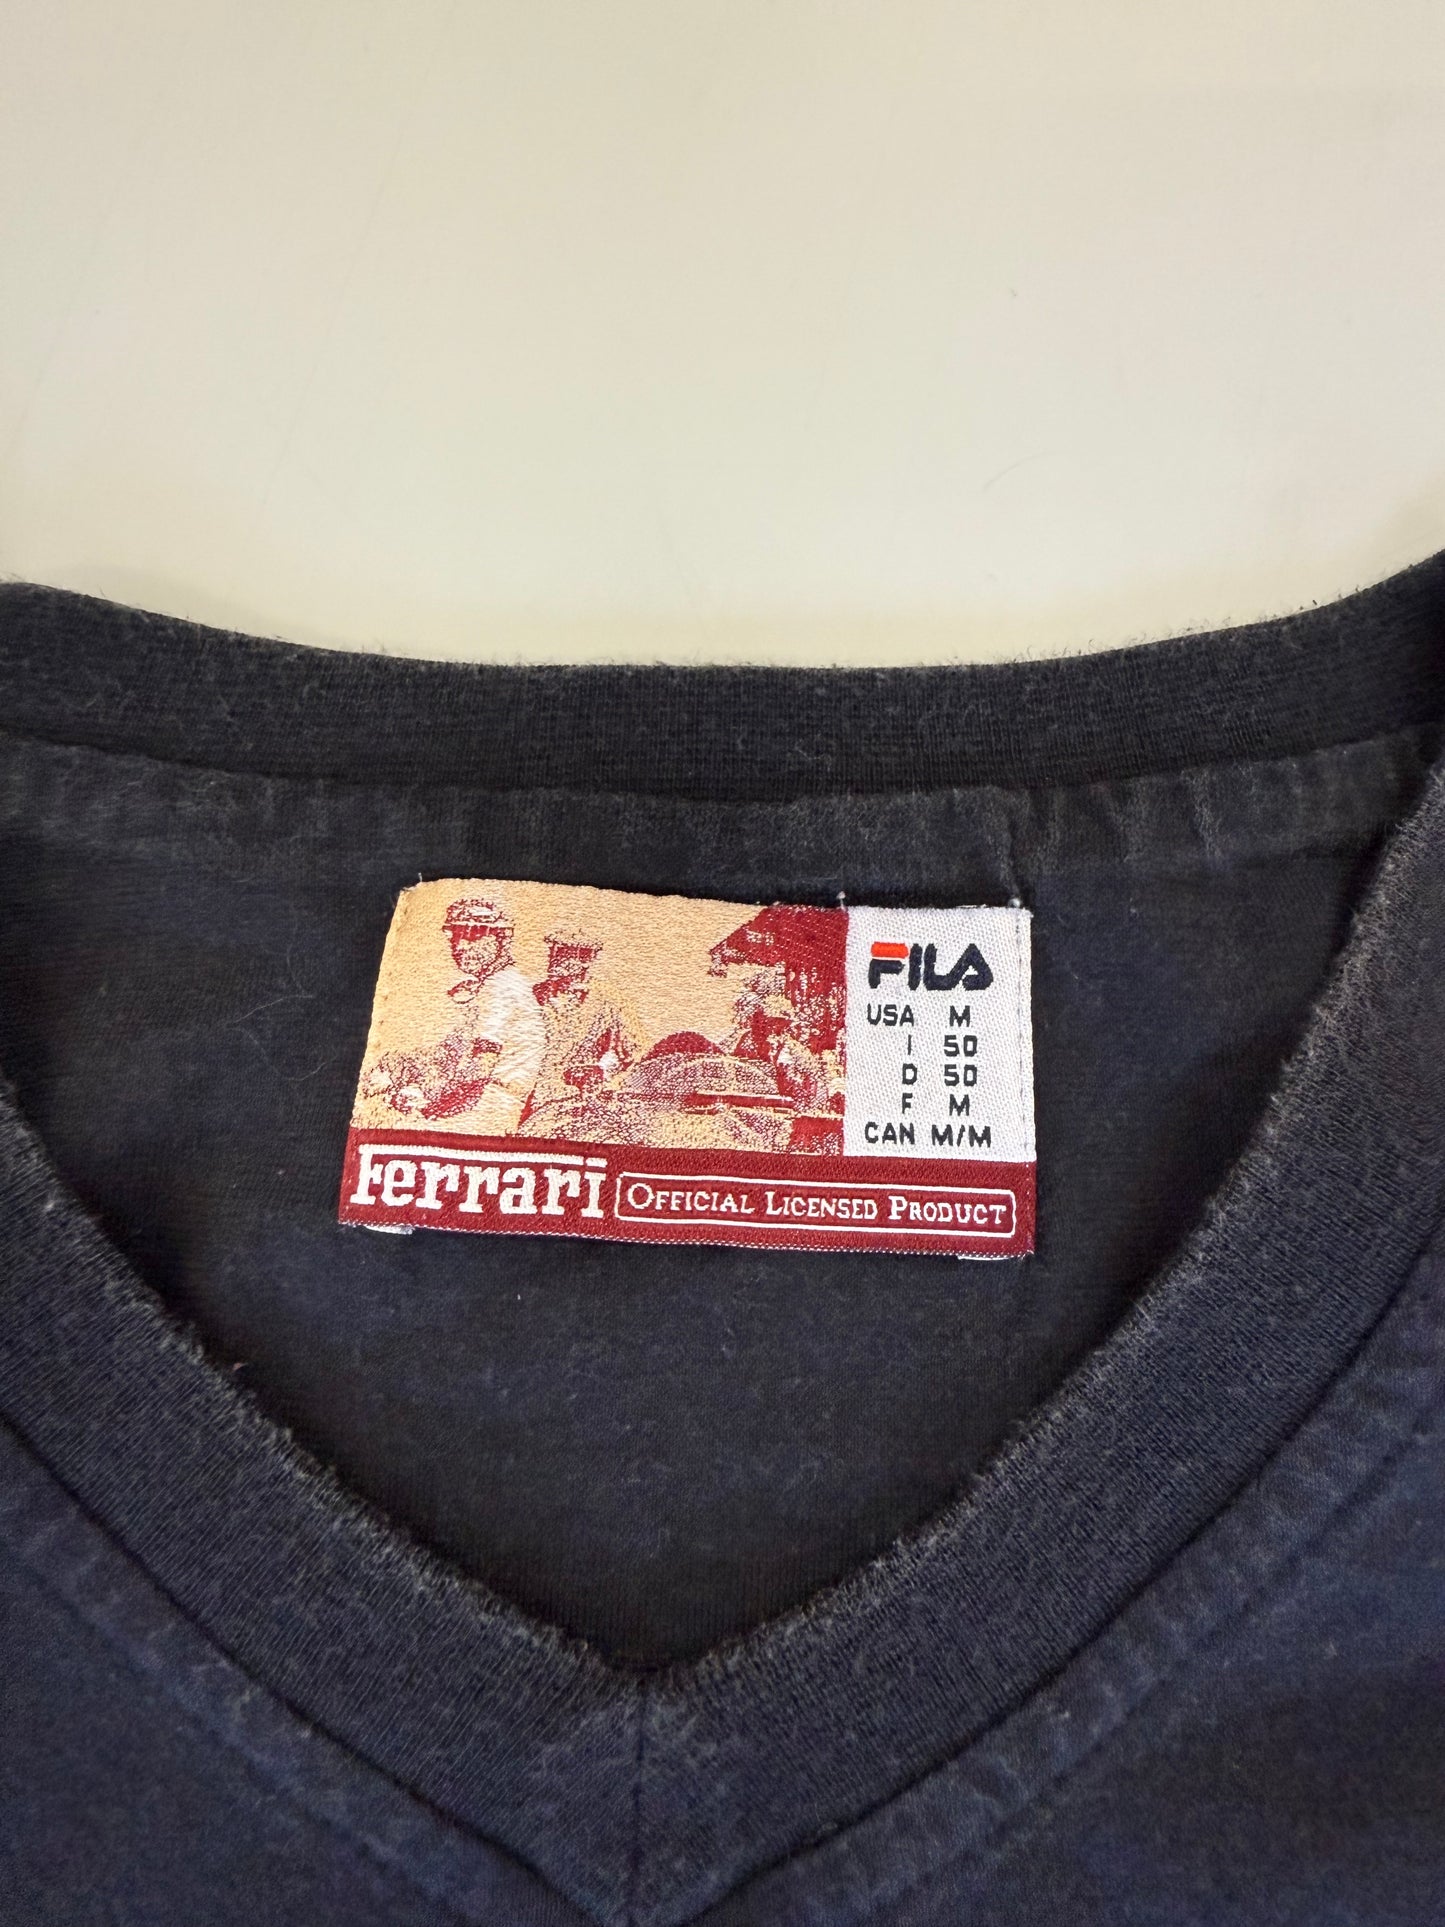 FILA
USA M
I 50
D 50
F M
CAN M/M
Ferrari OFFICIAL LICENSED PRODUCT